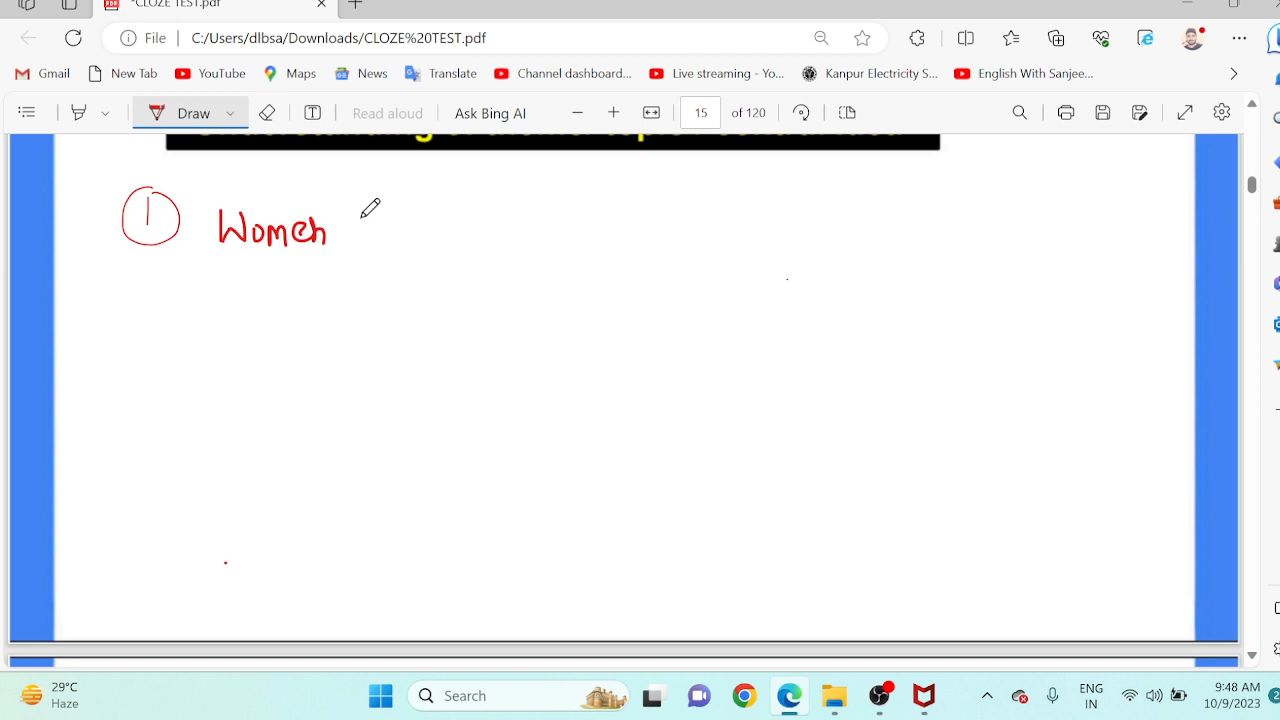 *CLOZE TEST.pdf
File C:/Users/dlbsa/Downloads/CLOZE%20TEST.pdf
Gmail New Tab YouTube Maps News Translate Channel dashboard... Live streaming - Yo... Kanpur Electricity S... English With Sanjee...
Draw Read aloud Ask Bing AI 15 of 120
1 Women
29°C
Haze
Search
ENG
IN
9:48 AM
10/9/2023